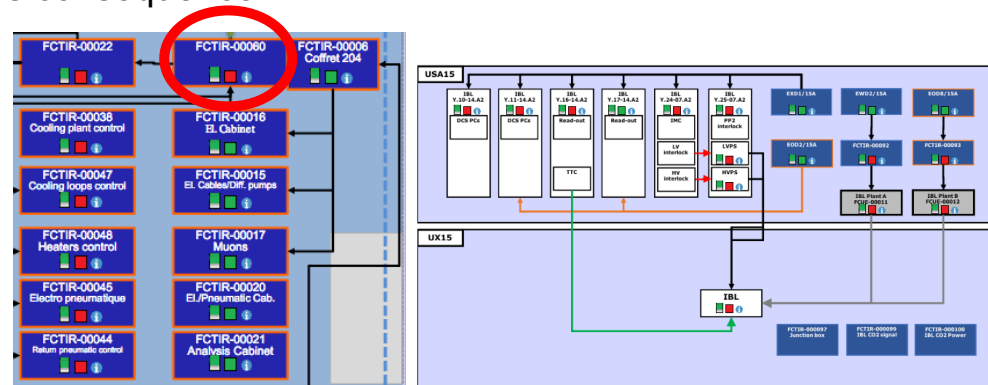 FCTIR-00022
FCTIR-00060
FCTIR-00006
Coffret 204
FCTIR-00038
Cooling plant control
FCTIR-00016
El. Cabinet
FCTIR-00047
Cooling loops control
FCTIR-00015
El. Cables/Diff. pumps
FCTIR-00048
Heaters control
FCTIR-00017
Muons
FCTIR-00045
Electro pneumatique
FCTIR-00020
El./Pneumatic Cab.
FCTIR-00044
Return pneumatic control
FCTIR-00021
Analysis Cabinet
USA15
IBL
Y.10-14.A2
DCS PCs
IBL
Y.11-14.A2
DCS PCs
IBL
Y.16-14.A2
Read-out
TTC
IBL
Y.17-14.A2
Read-out
IBL
Y.24-07.A2
IMC
LV
interlock
HV
interlock
IBL
Y.25-07.A2
PP2
interlock
LVPS
HVPS
EXD1/15A
EWD2/15A
EOD8/15A
EOD2/15A
FCTIR-00092
FCTIR-00093
IBL Plant A
FCUE-00011
IBL Plant B
FCUE-00012
UX15
IBL
FCTIR-000097
Junction box
FCTIR-000099
IBL CO2 signal
FCTIR-000100
IBL CO2 Power